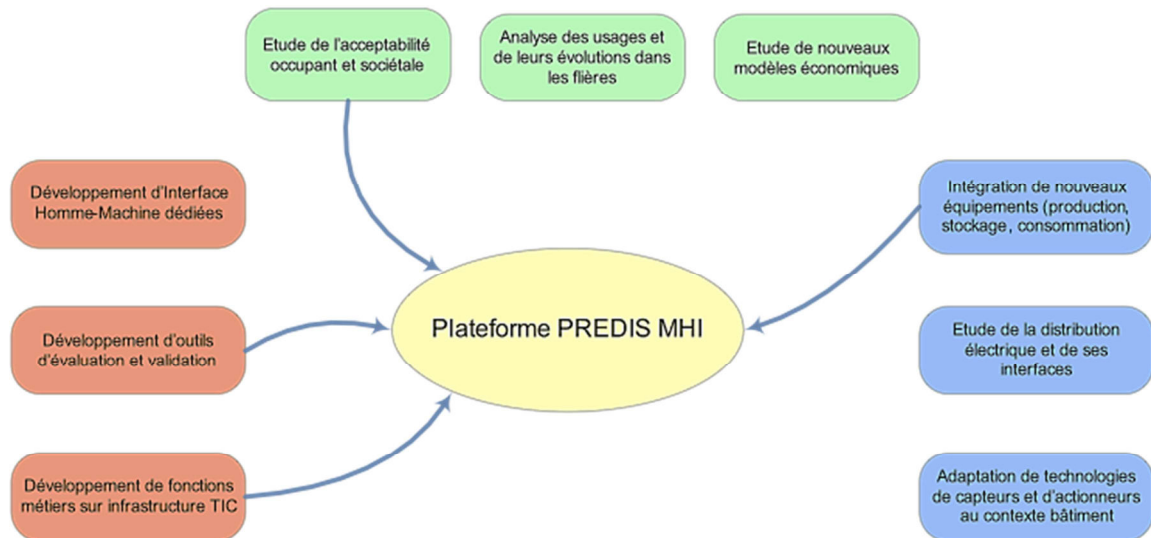 Etude de l'acceptabilité
occupant et sociétale
Analyse des usages et
de leurs évolutions dans
les flières
Etude de nouveaux
modèles économiques
Développement d'Interface
Homme-Machine dédiées
Intégration de nouveaux
équipements (production,
stockage, consommation)
Plateforme PREDIS MHI
Développement d'outils
d'évaluation et validation
Etude de la distribution
électrique et de ses
interfaces
Développement de fonctions
métiers sur infrastructure TIC
Adaptation de technologies
de capteurs et d'actionneurs
au contexte bâtiment